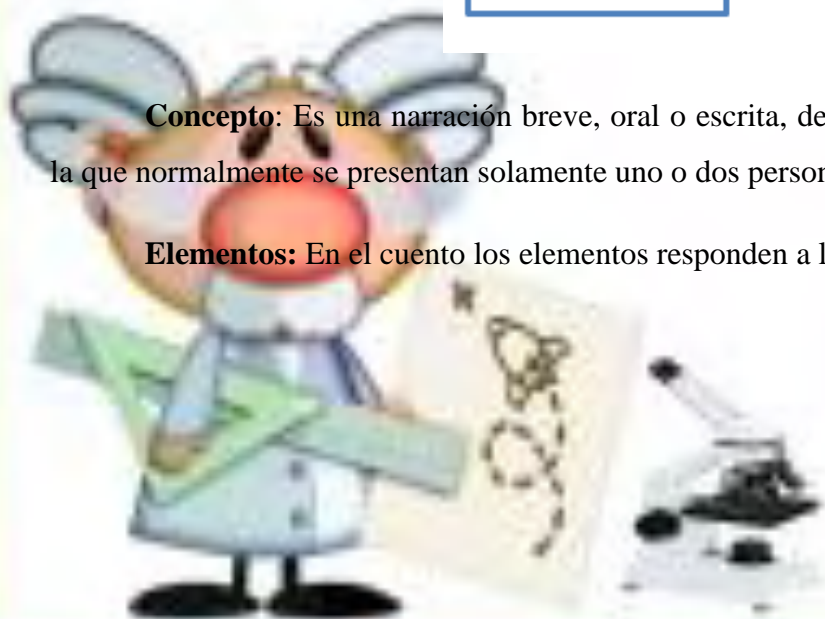 Concepto: Es una narración breve, oral o escrita, de
la que normalmente se presentan solamente uno o dos person
Elementos: En el cuento los elementos responden a l